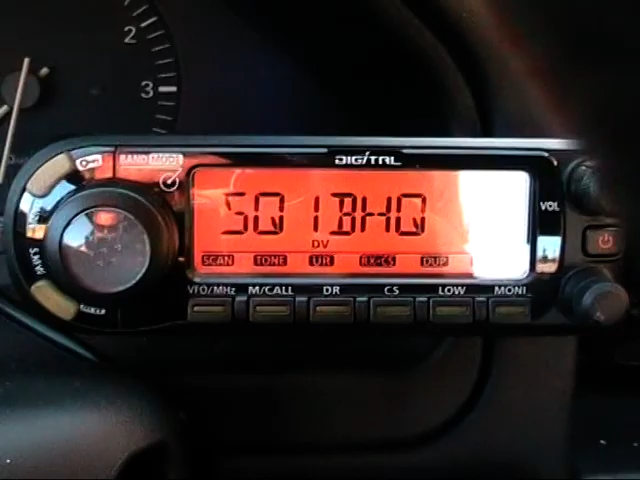 2
3
BAND MODE
DIGITAL
SQ1BHQ
VOL
DV
SCAN TONE UR RX-CS DUP
VFO/MHz M/CALL DR CS LOW MONI